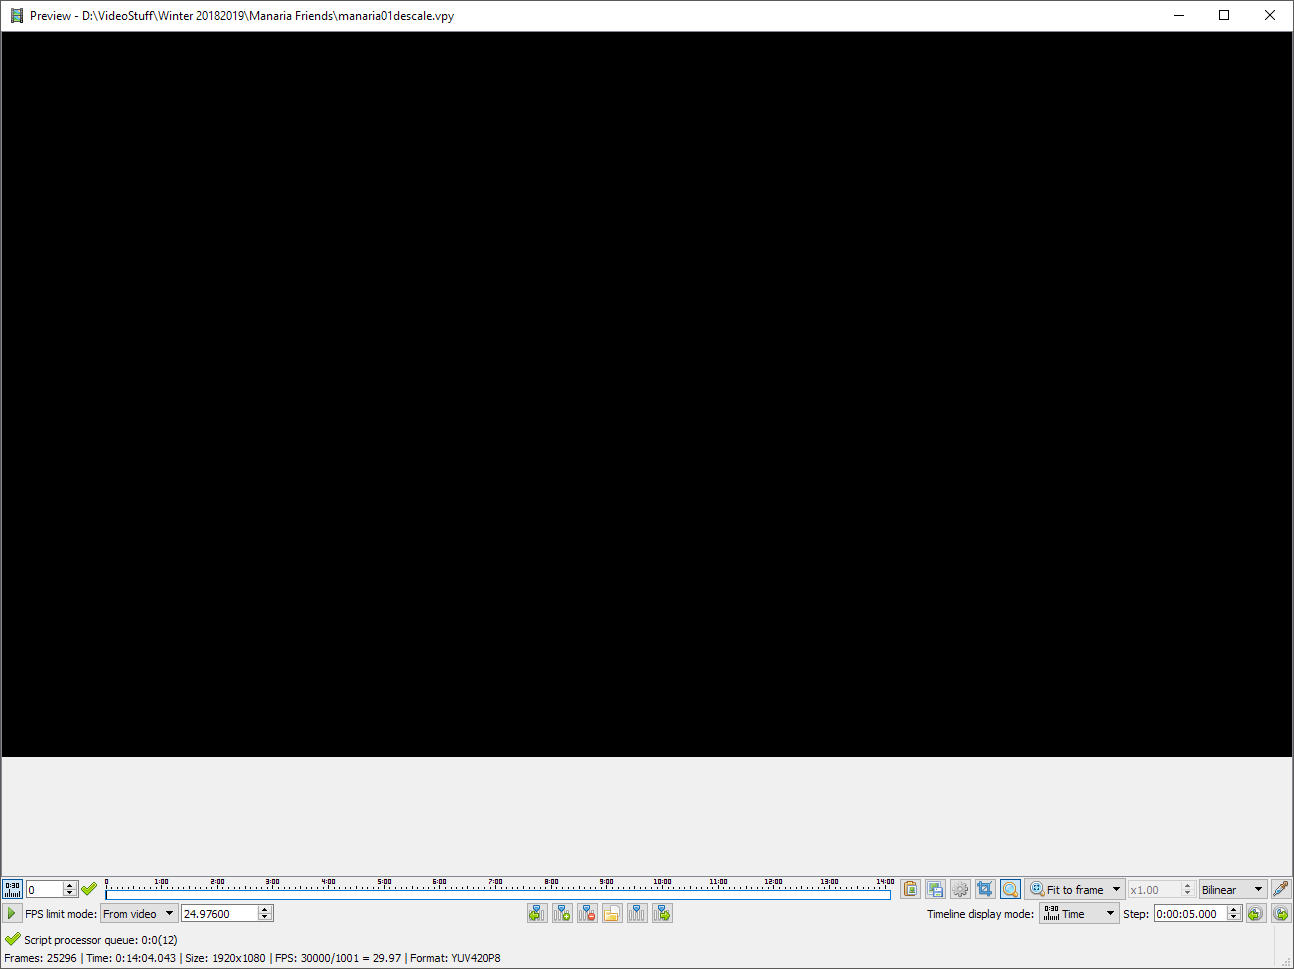 Preview - D:\VideoStuff\Winter 20182019\Manaria Friends\manaria01descale.vpy
0:30 0 0 1:00 2:00 3:00 4:00 5:00 6:00 7:00 8:00 9:00 10:00 11:00 12:00 13:00 14:00 Fit to frame x1.00 Bilinear
FPS limit mode: From video 24.97600 Timeline display mode: 0:30 Time Step: 0:00:05.000
Script processor queue: 0:0(12)
Frames: 25296 | Time: 0:14:04.043 | Size: 1920x1080 | FPS: 30000/1001 = 29.97 | Format: YUV420P8